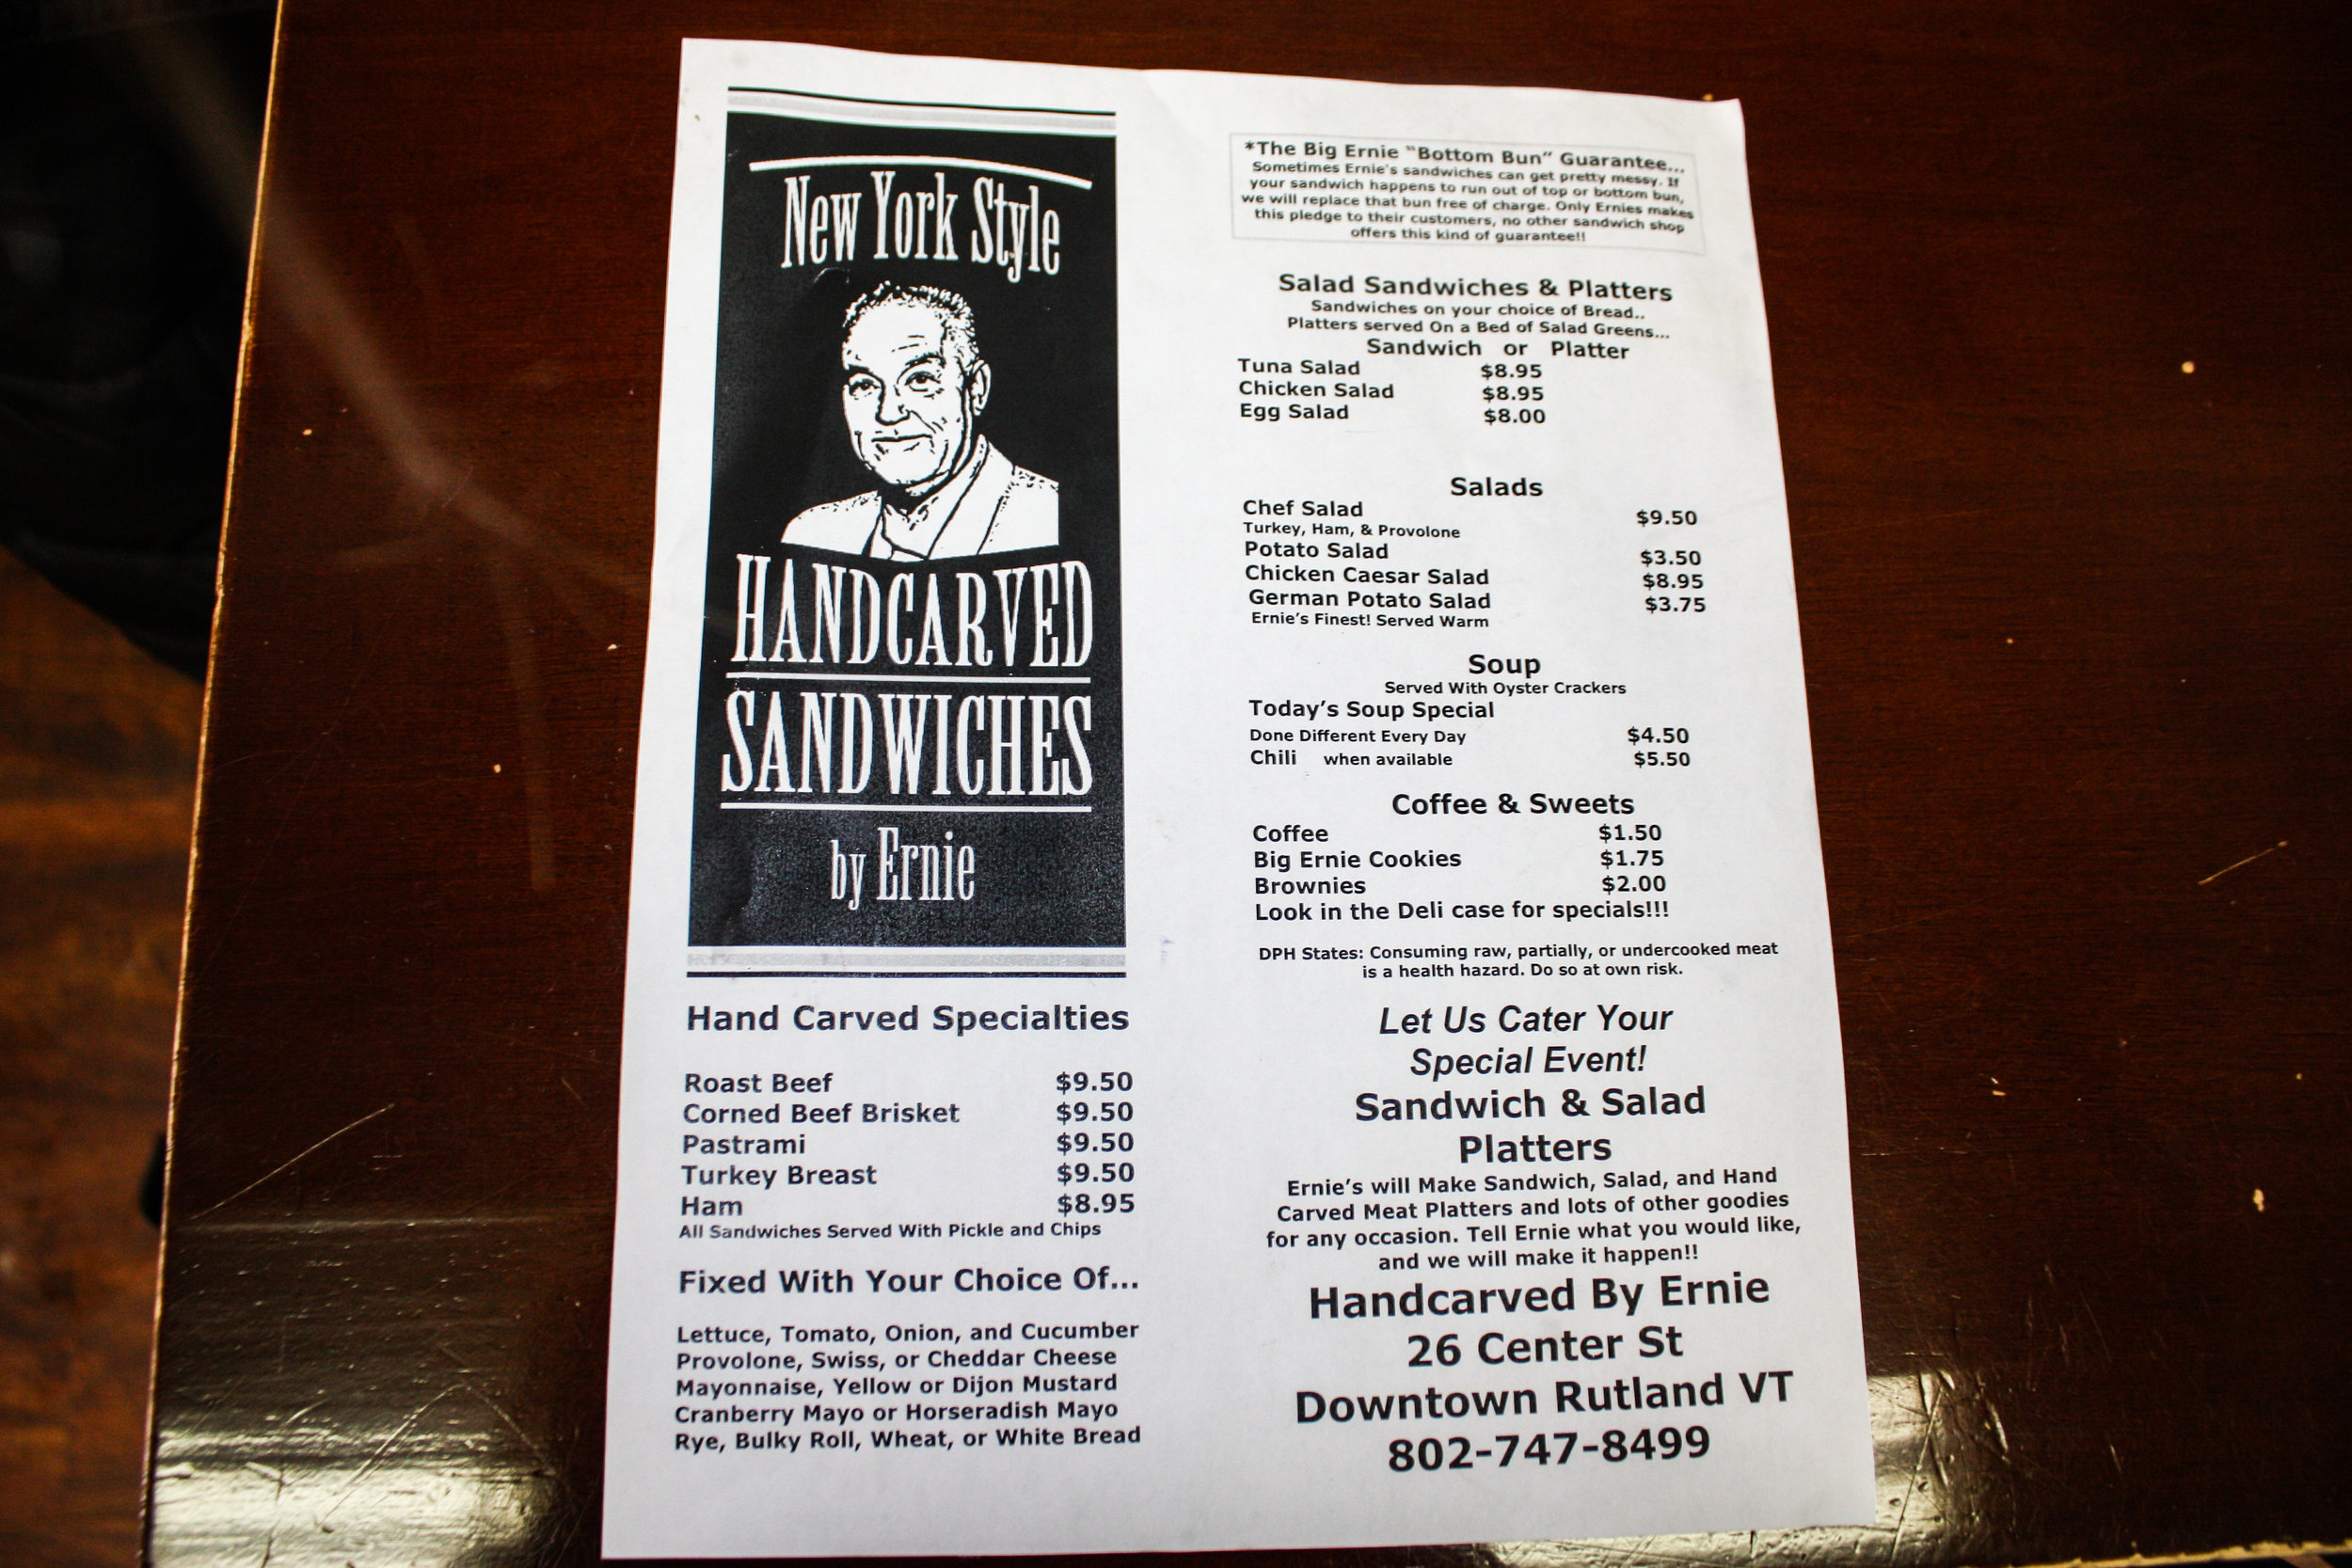 New York Style
HANDCARVED
SANDWICHES
by Ernie
Hand Carved Specialties
Roast Beef $9.50
Corned Beef Brisket $9.50
Pastrami $9.50
Turkey Breast $9.50
Ham $8.95
All Sandwiches Served With Pickle and Chips
Fixed With Your Choice Of...
Lettuce, Tomato, Onion, and Cucumber
Provolone, Swiss, or Cheddar Cheese
Mayonnaise, Yellow or Dijon Mustard
Cranberry Mayo or Horseradish Mayo
Rye, Bulky Roll, Wheat, or White Bread
*The Big Ernie "Bottom Bun" Guarantee...
Sometimes Ernie's sandwiches can get pretty messy. If
your sandwich happens to run out of top or bottom bun,
we will replace that bun free of charge. Only Ernies makes
this pledge to their customers, no other sandwich shop
offers this kind of guarantee!!
Salad Sandwiches & Platters
Sandwiches on your choice of Bread..
Platters served On a Bed of Salad Greens...
Sandwich or Platter
Tuna Salad $8.95
Chicken Salad $8.95
Egg Salad $8.00
Salads
Chef Salad $9.50
Turkey, Ham, & Provolone
Potato Salad $3.50
Chicken Caesar Salad $8.95
German Potato Salad $3.75
Ernie's Finest! Served Warm
Soup
Served With Oyster Crackers
Today's Soup Special
Done Different Every Day $4.50
Chili when available $5.50
Coffee & Sweets
Coffee $1.50
Big Ernie Cookies $1.75
Brownies $2.00
Look in the Deli case for specials!!!
DPH States: Consuming raw, partially, or undercooked meat
is a health hazard. Do so at own risk.
Let Us Cater Your
Special Event!
Sandwich & Salad
Platters
Ernie's will Make Sandwich, Salad, and Hand
Carved Meat Platters and lots of other goodies
for any occasion. Tell Ernie what you would like,
and we will make it happen!!
Handcarved By Ernie
26 Center St
Downtown Rutland VT
802-747-8499